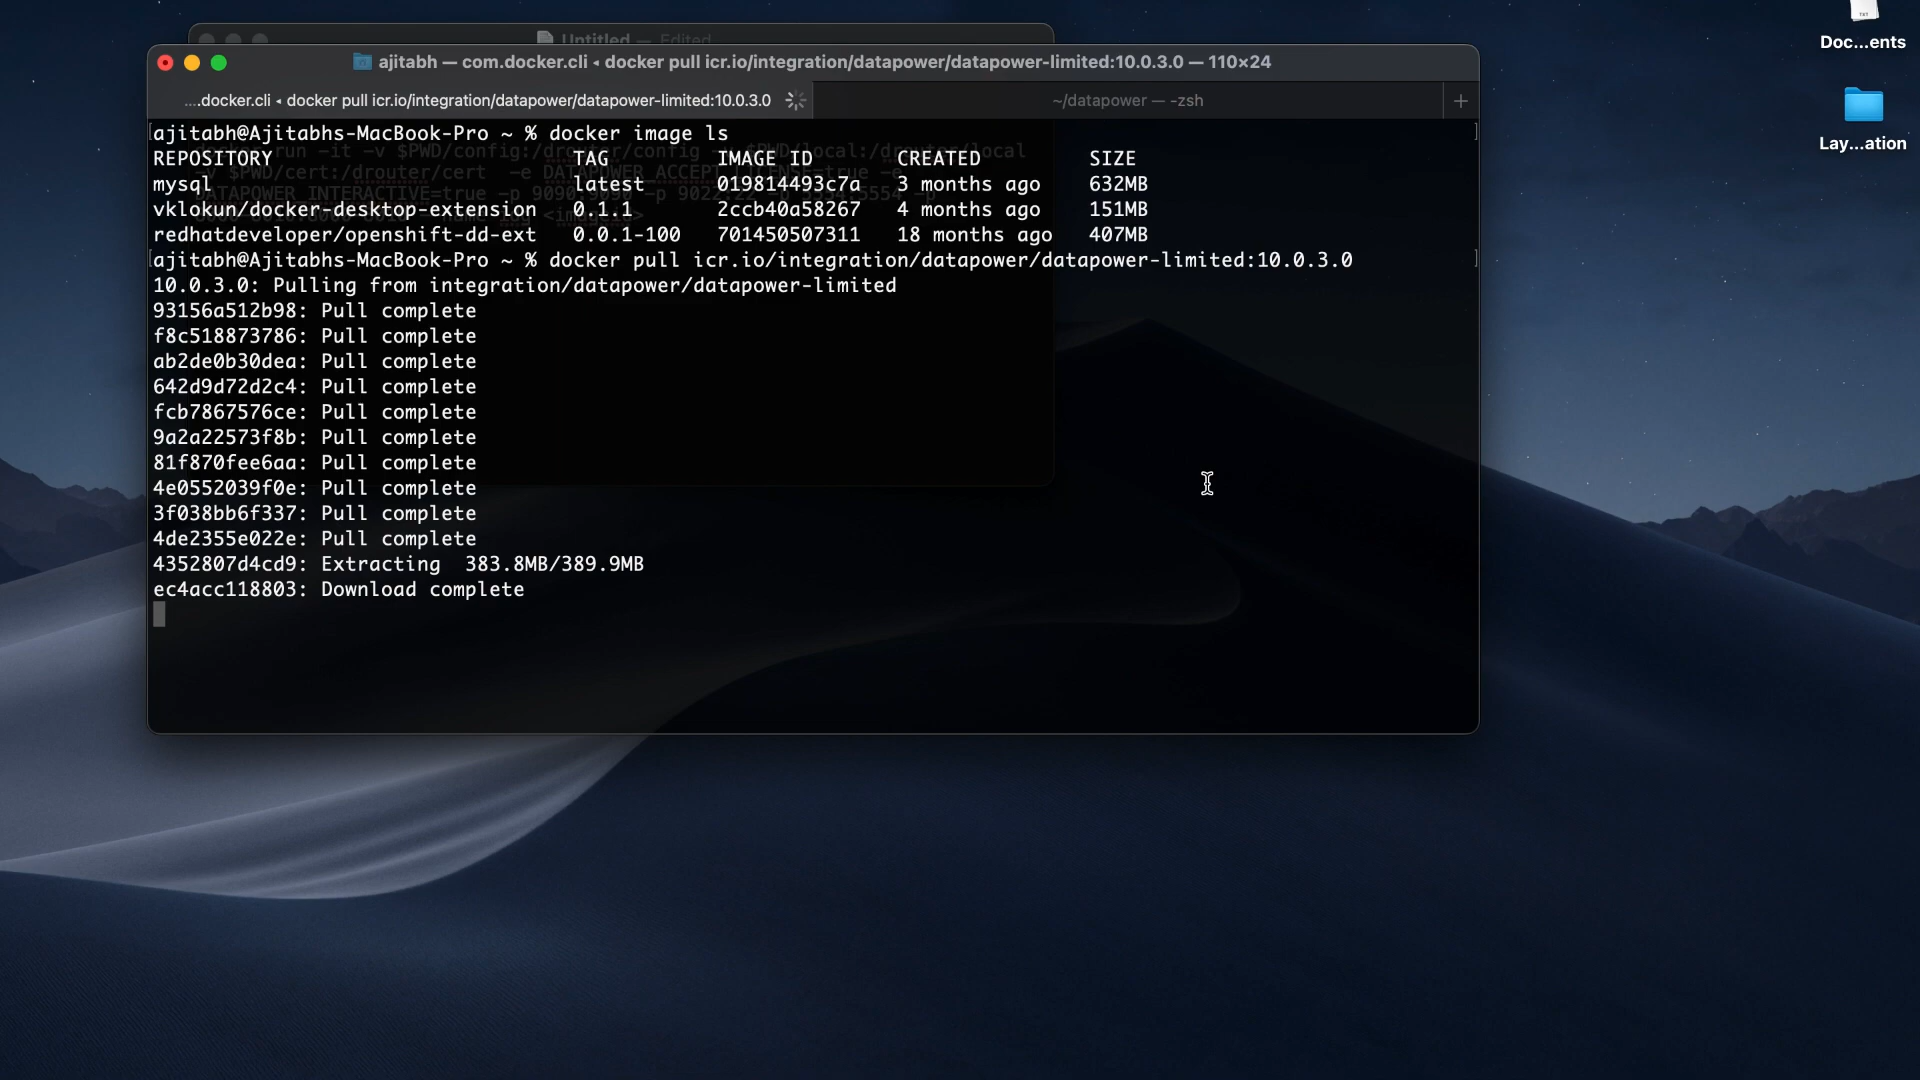 Untitled — Edited
ajitabh — com.docker.cli ◂ docker pull icr.io/integration/datapower/datapower-limited:10.0.3.0 — 110×24
....docker.cli ◂ docker pull icr.io/integration/datapower/datapower-limited:10.0.3.0
~/datapower — -zsh
ajitabh@Ajitabhs-MacBook-Pro ~ % docker image ls
REPOSITORY TAG IMAGE ID CREATED SIZE
mysql latest 019814493c7a 3 months ago 632MB
vklokun/docker-desktop-extension 0.1.1 2ccb40a58267 4 months ago 151MB
redhatdeveloper/openshift-dd-ext 0.0.1-100 701450507311 18 months ago 407MB
ajitabh@Ajitabhs-MacBook-Pro ~ % docker pull icr.io/integration/datapower/datapower-limited:10.0.3.0
10.0.3.0: Pulling from integration/datapower/datapower-limited
93156a512b98: Pull complete
f8c518873786: Pull complete
ab2de0b30dea: Pull complete
642d9d72d2c4: Pull complete
fcb7867576ce: Pull complete
9a2a22573f8b: Pull complete
81f870fee6aa: Pull complete
4e0552039f0e: Pull complete
3f038bb6f337: Pull complete
4de2355e022e: Pull complete
4352807d4cd9: Extracting 383.8MB/389.9MB
ec4acc118803: Download complete
Doc...ents
Lay...ation